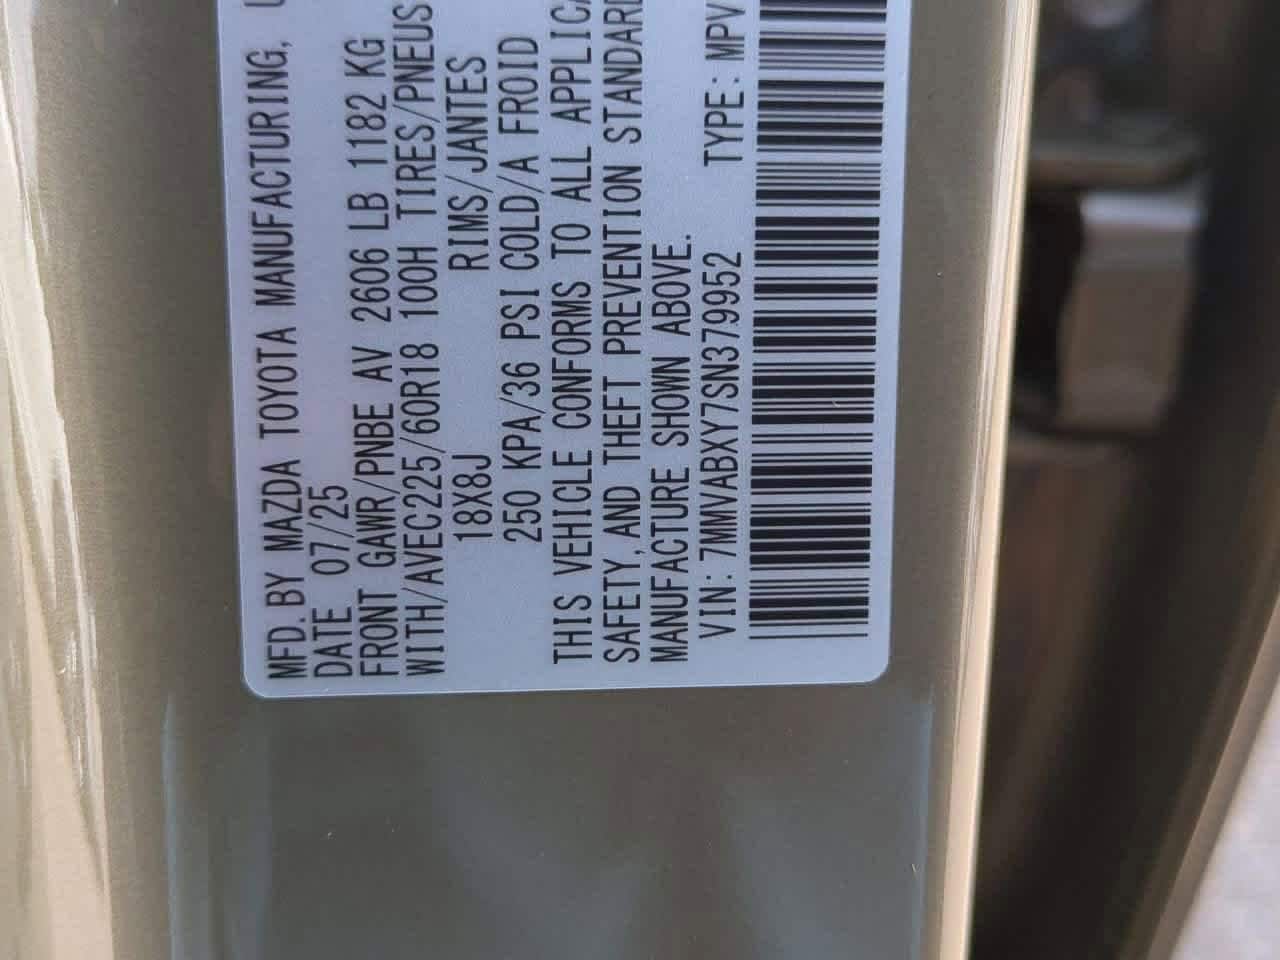 MFD. BY MAZDA TOYOTA MANUFACTURING,
DATE 07/25
FRONT GAWR/PNBE AV 2606 LB 1182 KG
WITH/AVEC225/60R18 100H TIRES/PNEUS
18X8J RIMS/JANTES
250 KPA/36 PSI COLD/A FROID
THIS VEHICLE CONFORMS TO ALL
SAFETY, AND THEFT PREVENTION
MANUFACTURE SHOWN ABOVE.
VIN: 7MMVABXY7SN379952 TYPE: MPV